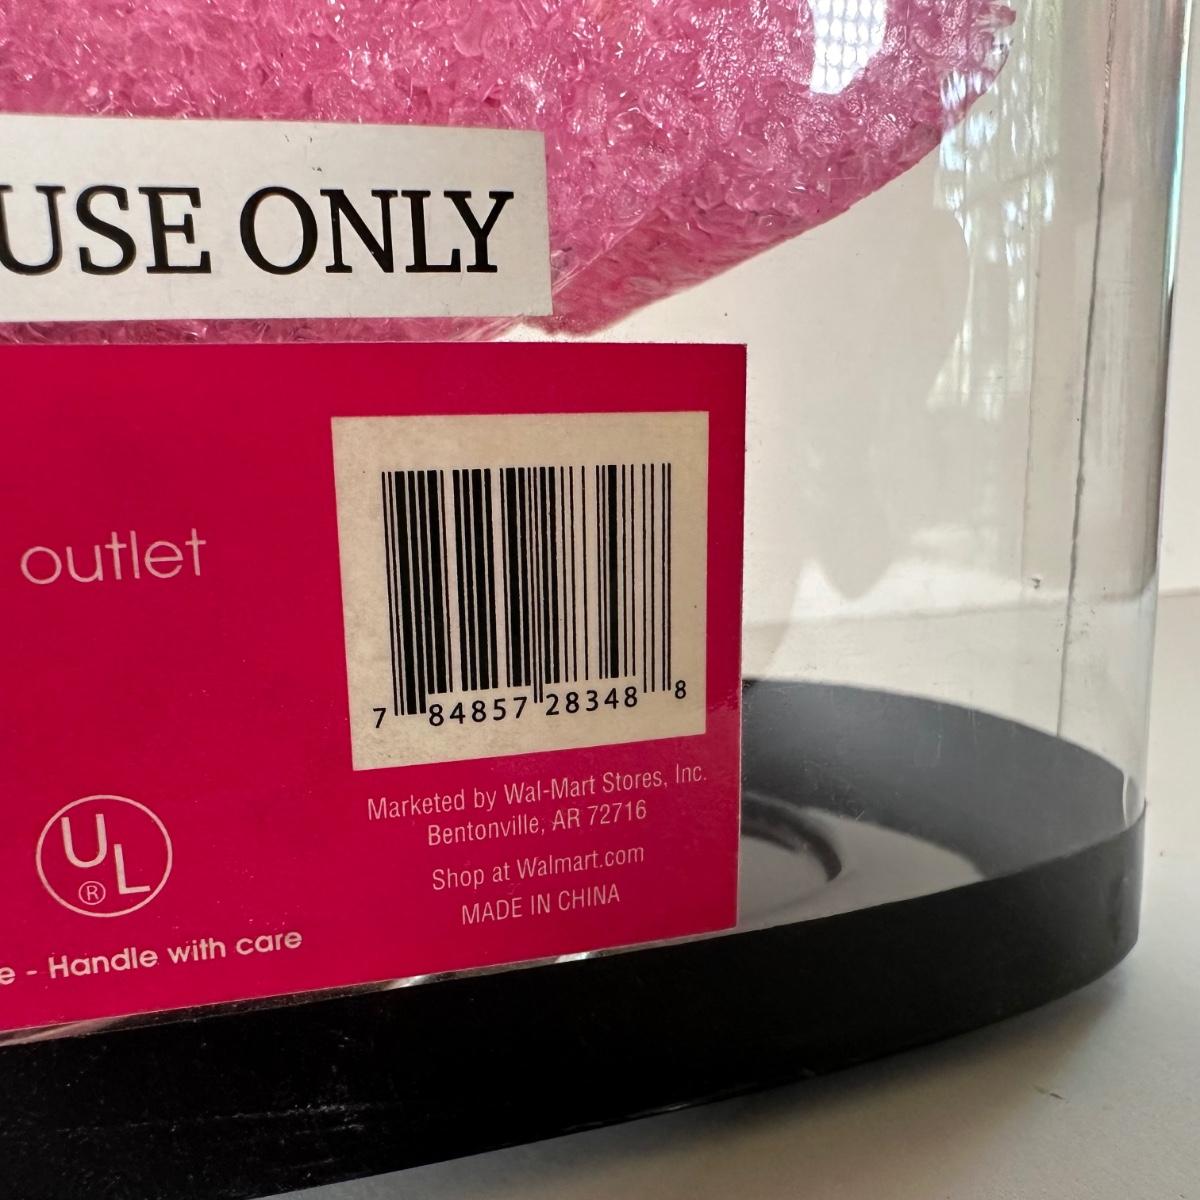 USE ONLY
outlet
7 84857 28348 8
Marketed by Wal-Mart Stores, Inc.
Bentonville, AR 72716
Shop at Walmart.com
MADE IN CHINA
UL
®
e - Handle with care